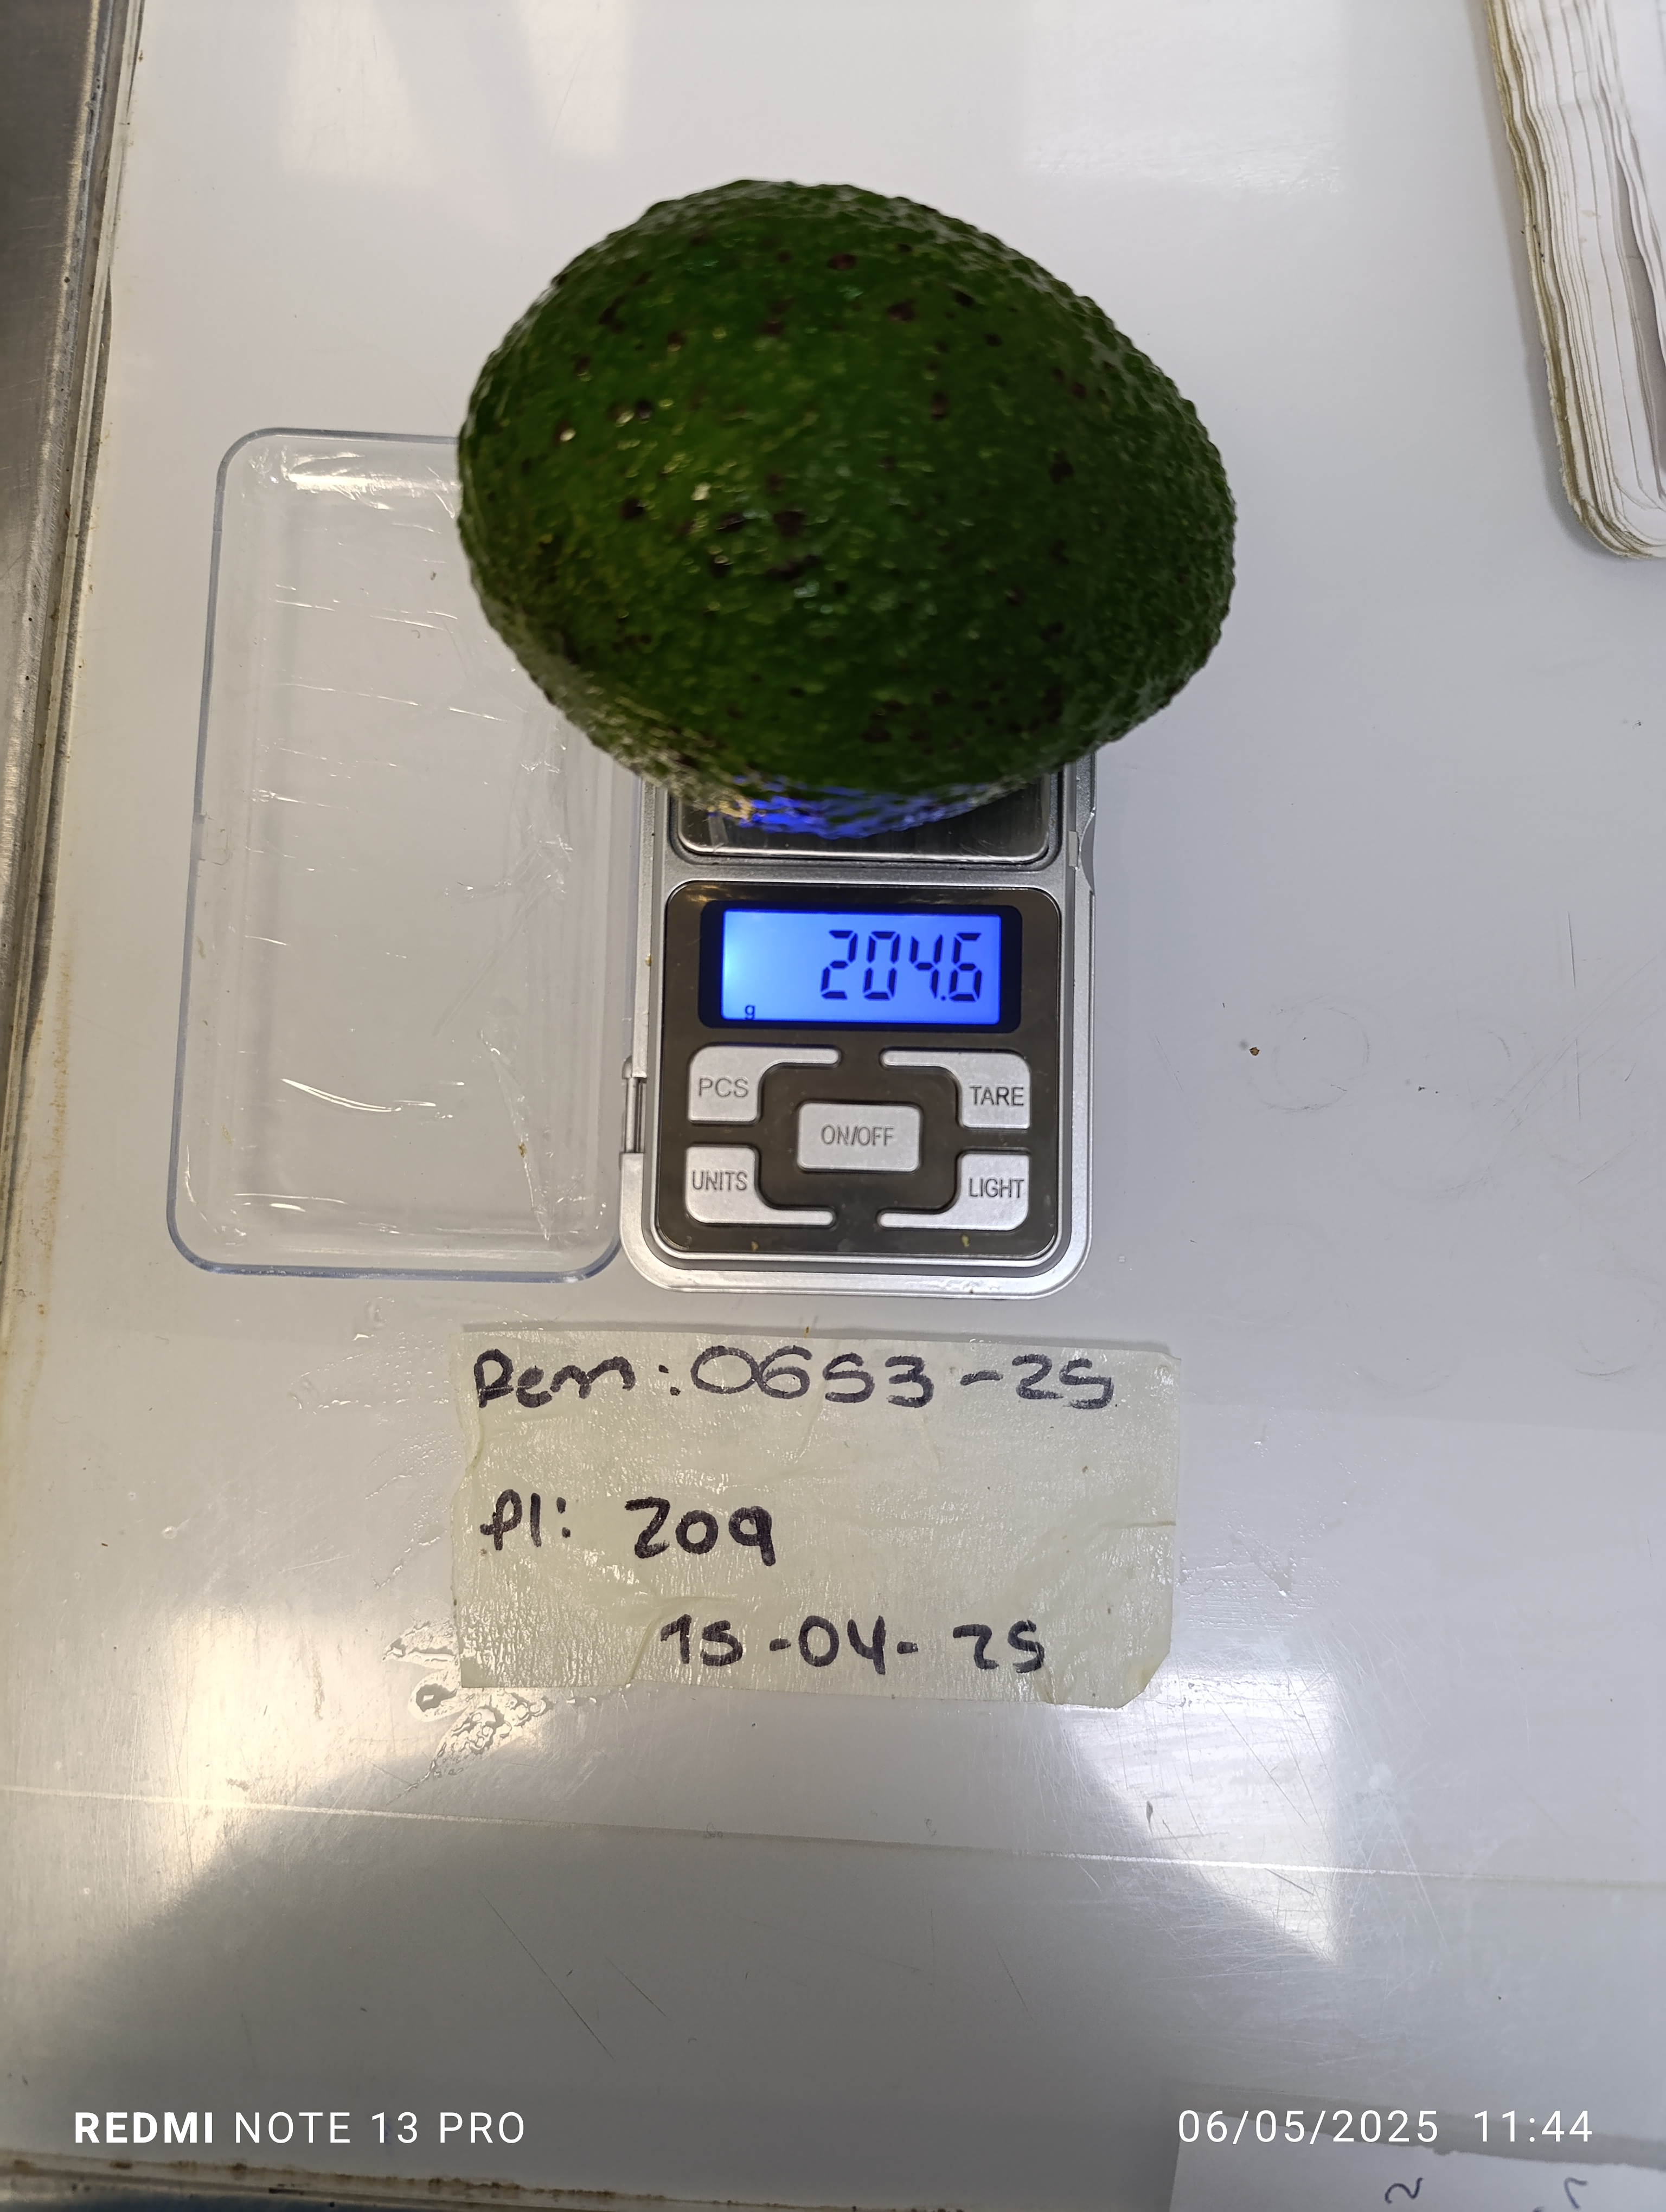 204.6
g
PCS
TARE
ON/OFF
UNITS
LIGHT
Rem: 0653-25
Pl: 209
15-04-25
REDMI NOTE 13 PRO
06/05/2025 11:44
2